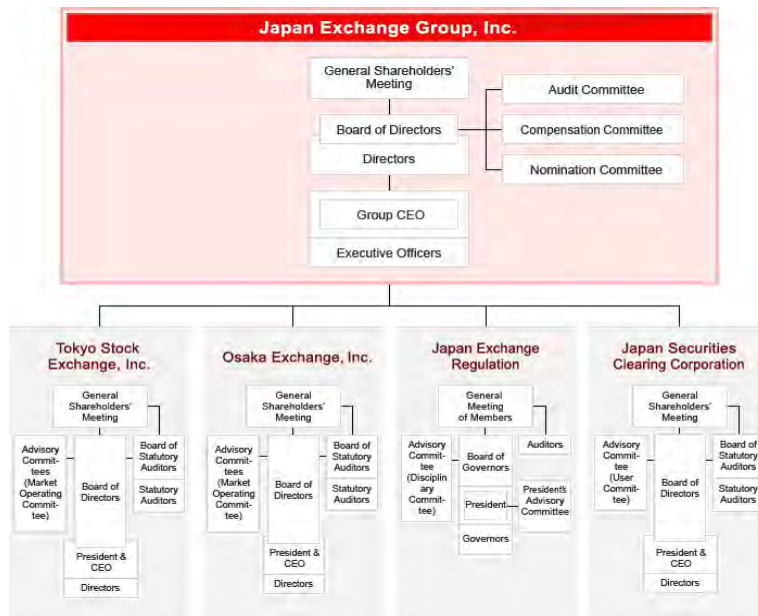 Japan Exchange Group, Inc.
General Shareholders'
Meeting
Board of Directors
Directors
Audit Committee
Compensation Committee
Nomination Committee
Group CEO
Executive Officers
Tokyo Stock
Exchange, Inc.
General
Shareholders'
Meeting
Advisory
Commit-
tees
(Market
Operating
Commit-
tee)
Board of
Directors
Board of
Statutory
Auditors
Statutory
Auditors
President &
CEO
Directors
Osaka Exchange, Inc.
General
Shareholders'
Meeting
Advisory
Commit-
tees
(Market
Operating
Commit-
tee)
Board of
Directors
Board of
Statutory
Auditors
Statutory
Auditors
President &
CEO
Directors
Japan Exchange
Regulation
General
Meeting
of Members
Advisory
Commit-
tee
(Discipli
nary
Commit-
tee)
Board of
Governors
President
Governors
Auditors
President's
Advisory
Committee
Japan Securities
Clearing Corporation
General
Shareholders'
Meeting
Advisory
Commit-
tee
(User
Commit-
tee)
Board of
Directors
Board of
Statutory
Auditors
Statutory
Auditors
President &
CEO
Directors